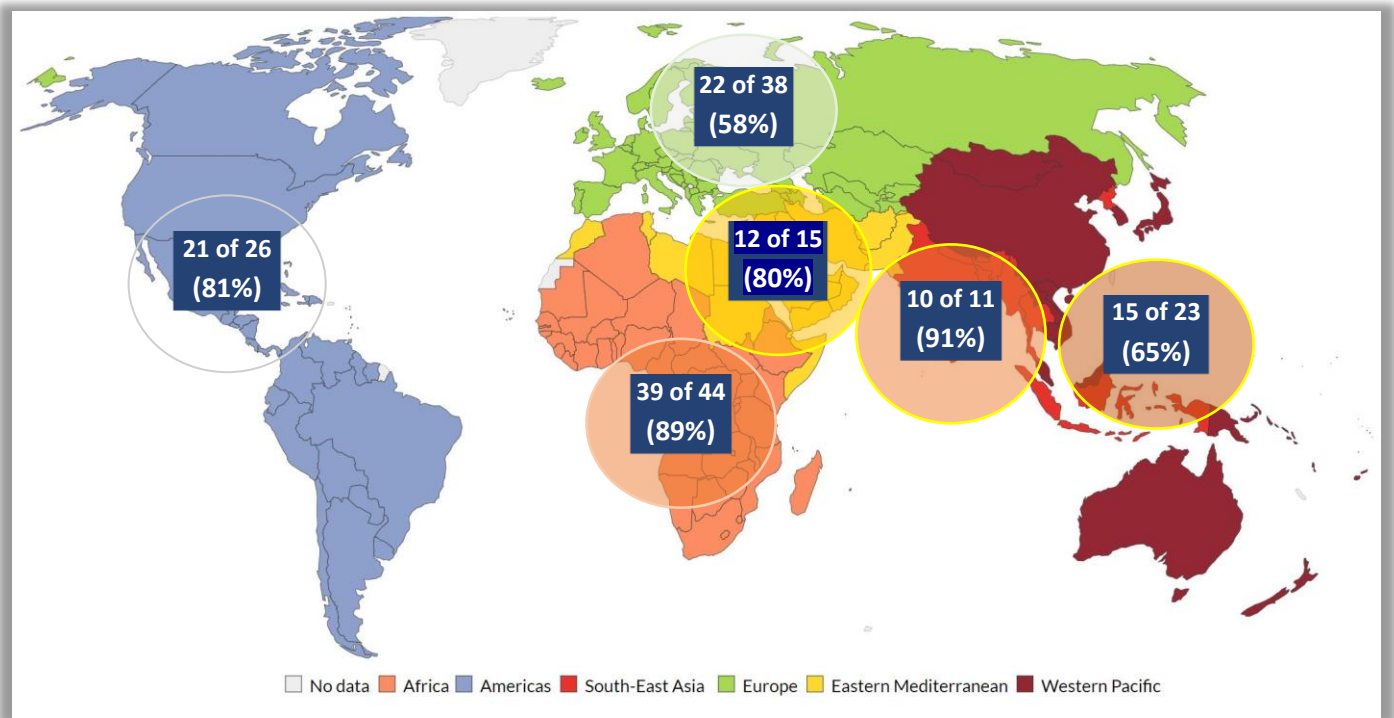 22 of 38
(58%)
21 of 26
(81%)
12 of 15
(80%)
10 of 11
(91%)
15 of 23
(65%)
39 of 44
(89%)
No data Africa Americas South-East Asia Europe Eastern Mediterranean Western Pacific